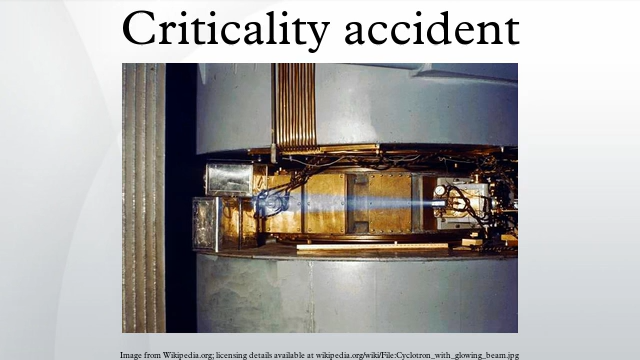 Criticality accident
Image from Wikipedia.org; licensing details available at wikipedia.org/wiki/File:Cyclotron_with_glowing_beam.jpg